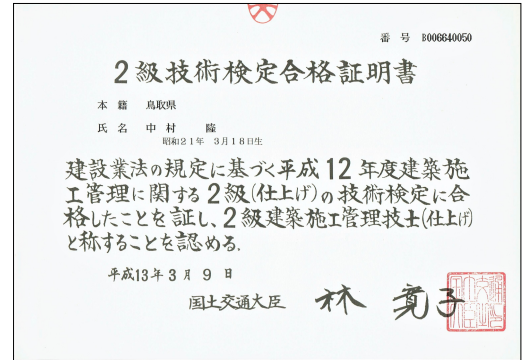 番 号 B006640050
2級技術検定合格証明書
本 籍 鳥取県
氏 名 中 村 隆
昭和21年 3月18日生
建設業法の規定に基づく平成12年度建築施
工管理に関する2級(仕上げ)の技術検定に合
格したことを証し、2級建築施工管理技士(仕上げ)
と称することを認める.
平成13年3月 9 日
国土交通大臣 林 寛子